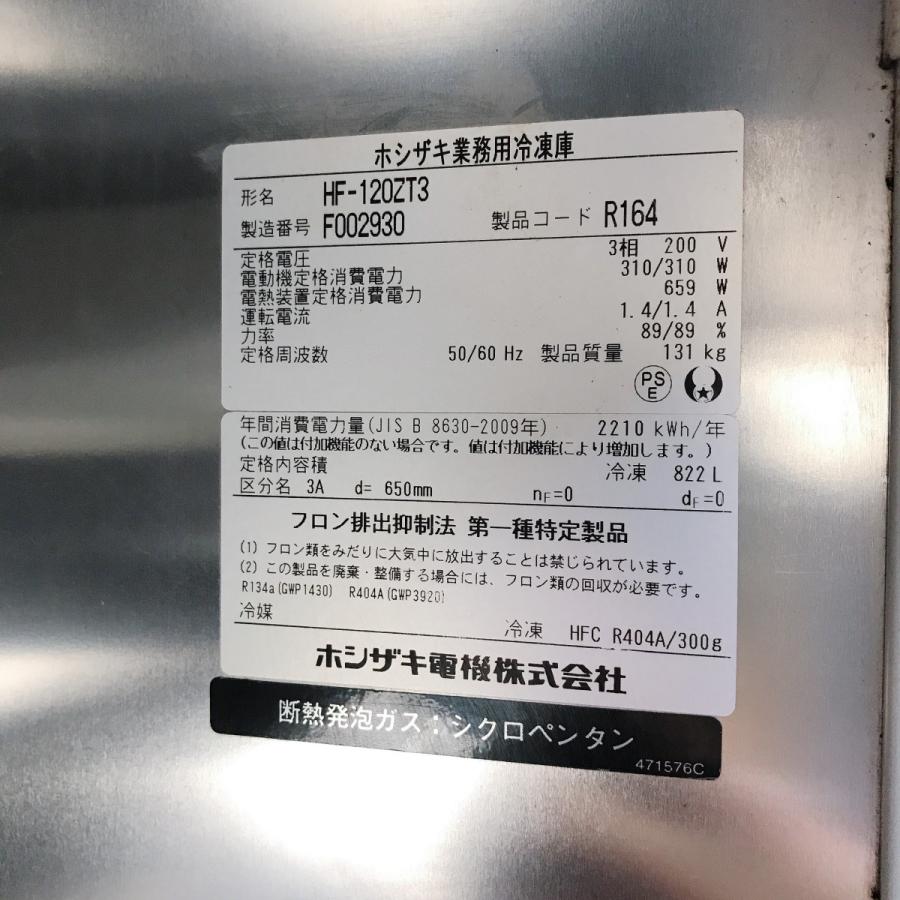 ホシザキ業務用冷凍庫
形名 HF-120ZT3
製造番号 F002930 製品コード R164
定格電圧 3相 200 V
電動機定格消費電力 310/310 W
電熱装置定格消費電力 659 W
運転電流 1.4/1.4 A
力率 89/89 %
定格周波数 50/60 Hz 製品質量 131 kg
PS
E
年間消費電力量(JIS B 8630-2009年) 2210 kWh/年
(この値は付加機能のない場合です。値は付加機能により増加します。)
定格内容積 冷凍 822 L
区分名 3A d= 650mm nF=0 dF=0
フロン排出抑制法 第一種特定製品
(1) フロン類をみだりに大気中に放出することは禁じられています。
(2) この製品を廃棄・整備する場合には、フロン類の回収が必要です。
R134a(GWP1430) R404A(GWP3920)
冷媒
冷凍 HFC R404A/300g
ホシザキ電機株式会社
断熱発泡ガス:シクロペンタン
471576C